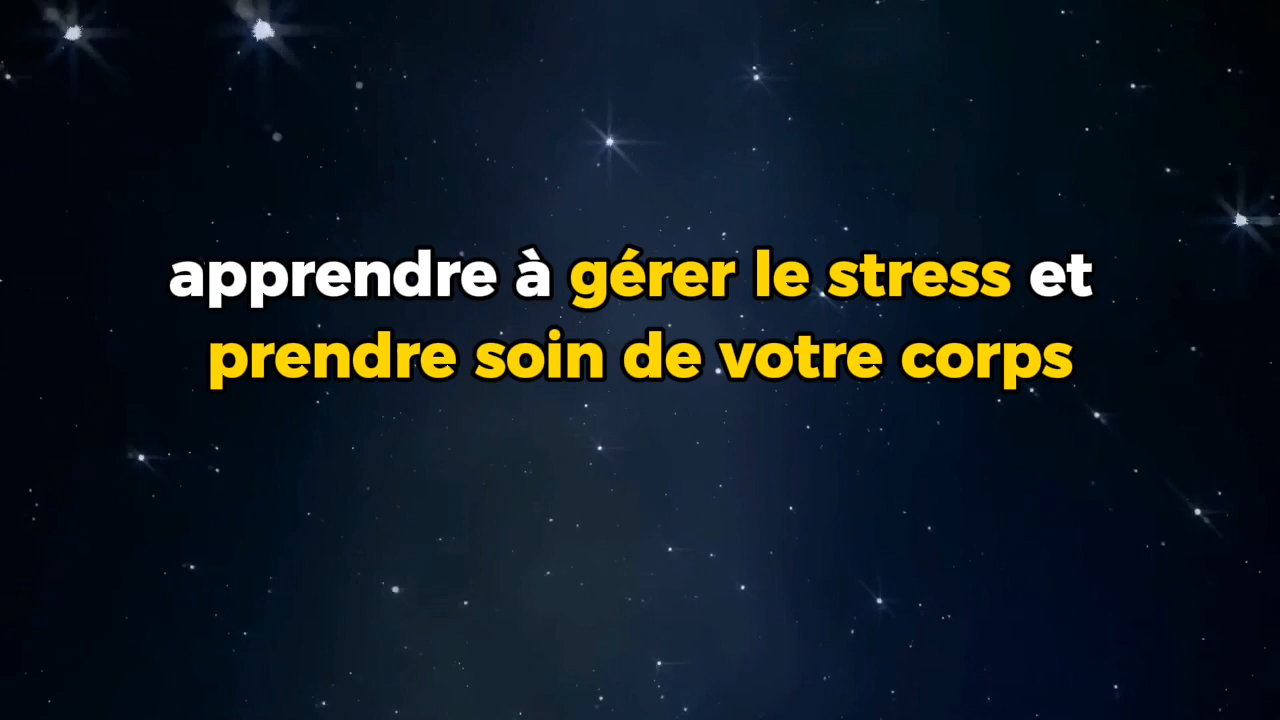 apprendre à gérer le stress et
prendre soin de votre corps